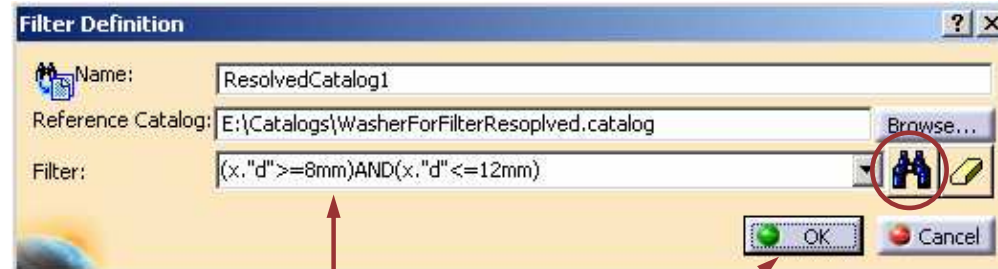 Filter Definition
Name: ResolvedCatalog1
Reference Catalog: E:\Catalogs\WasherForFilterResoplved.catalog Browse...
Filter: (x."d">=8mm)AND(x."d"<=12mm)
OK Cancel